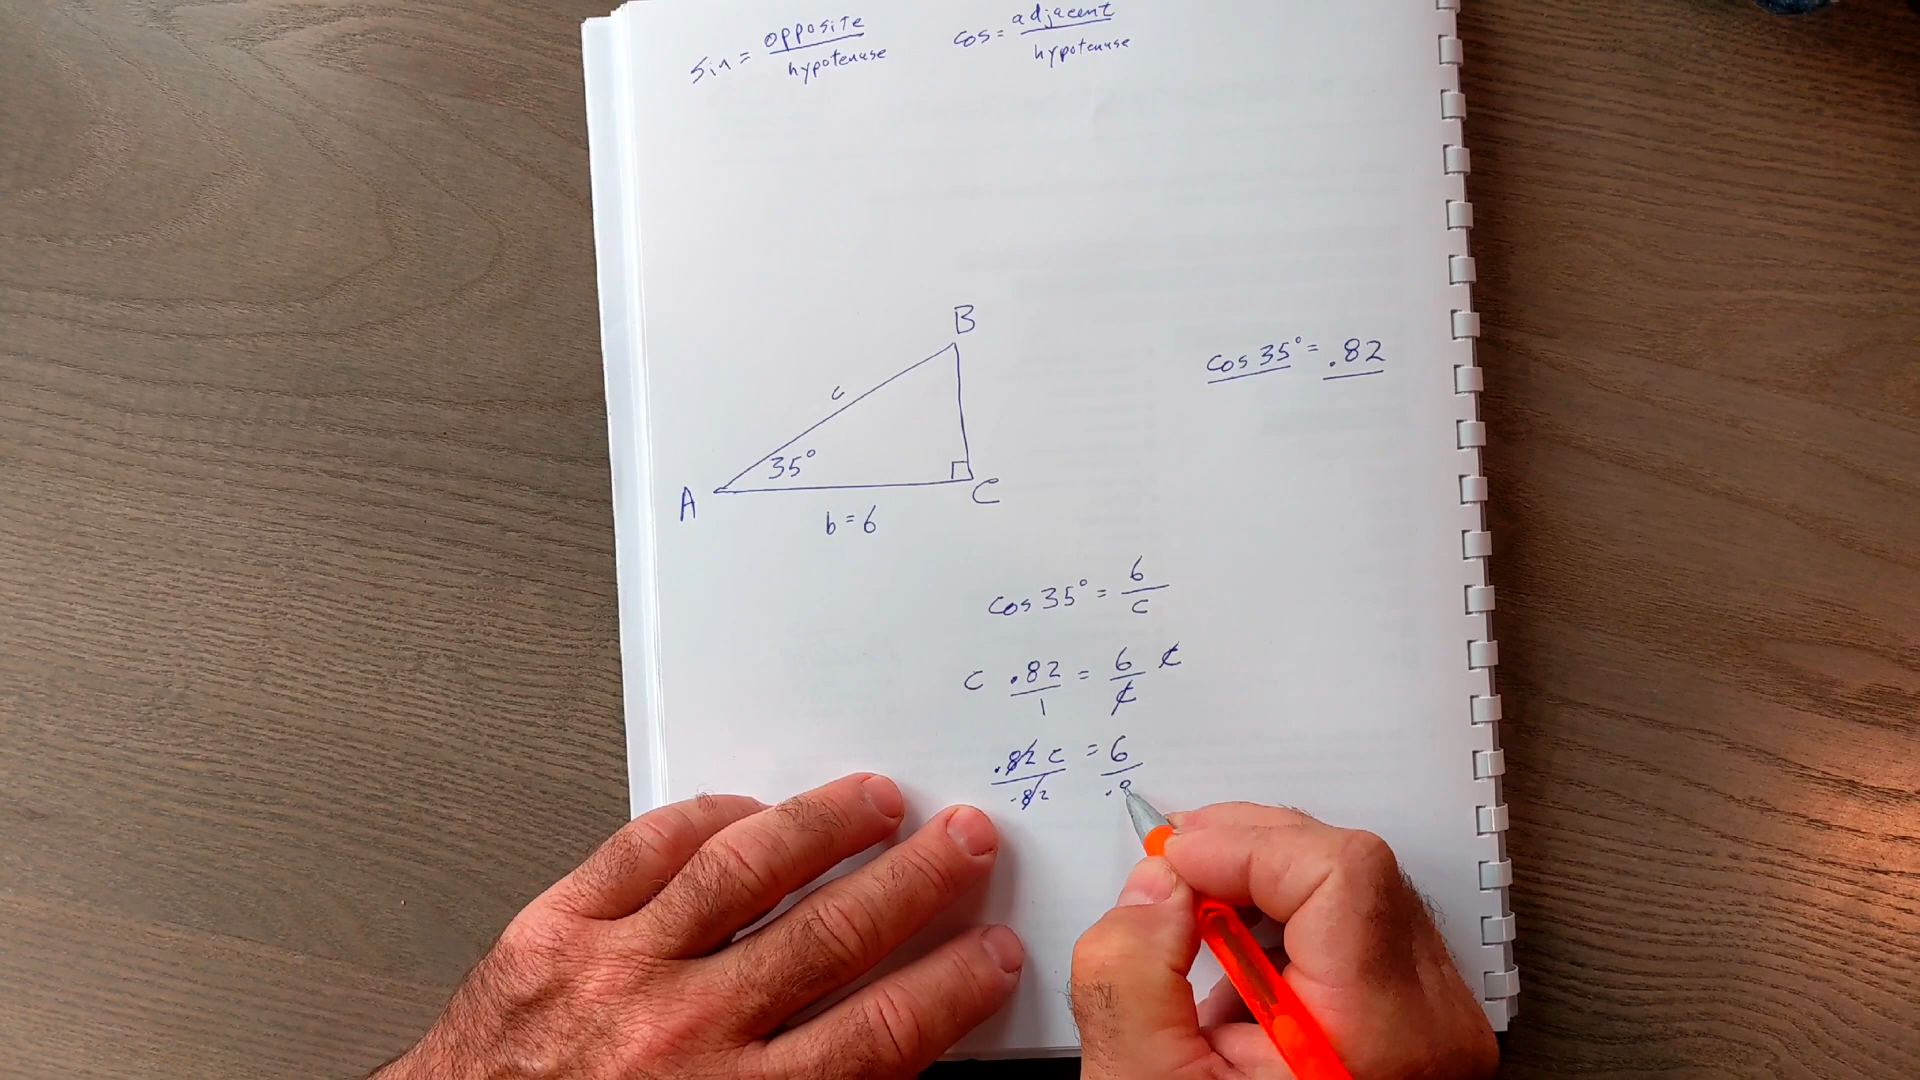 sin = opposite / hypotenuse
cos = adjacent / hypotenuse
B
c
cos 35° = .82
35°
A
C
b = 6
cos 35° = 6 / c
c .82 / 1 = 6 / c c
.82 c / .82 = 6 / .8